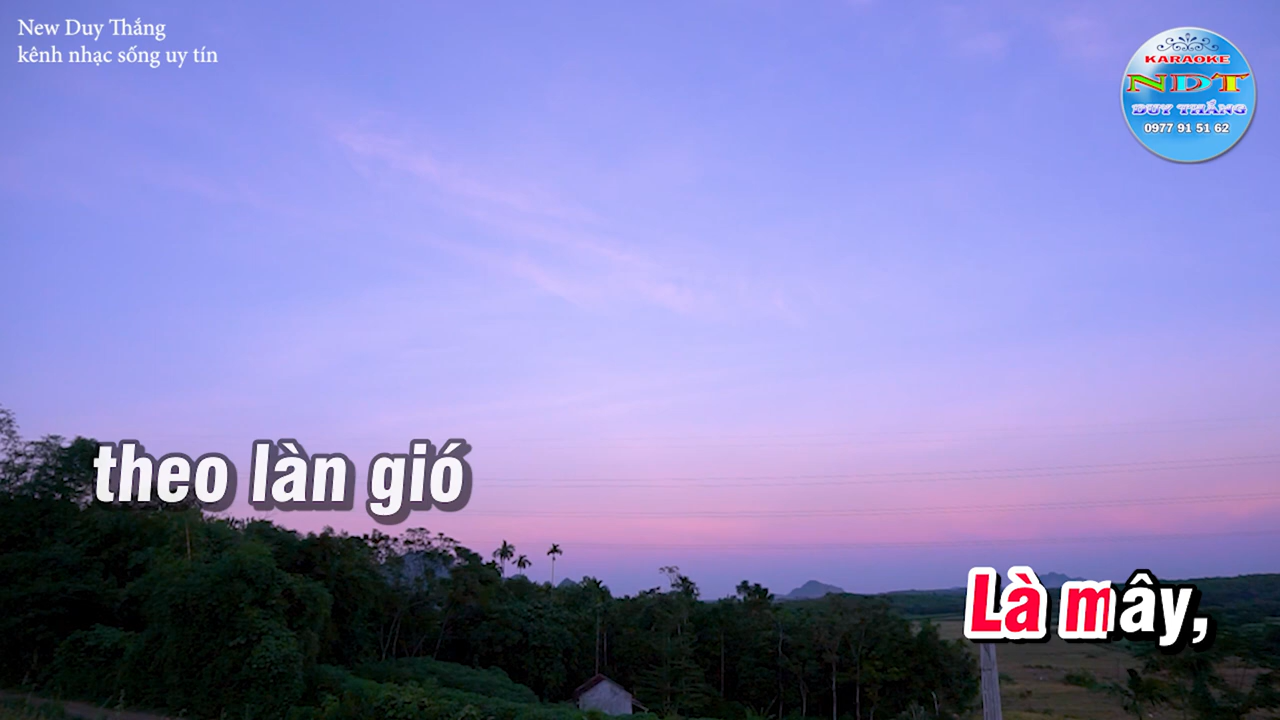 New Duy Thắng
kênh nhạc sống uy tín
KARAOKE
NDT
DUY THẮNG
0977 91 51 62
theo làn gió
Là mây,